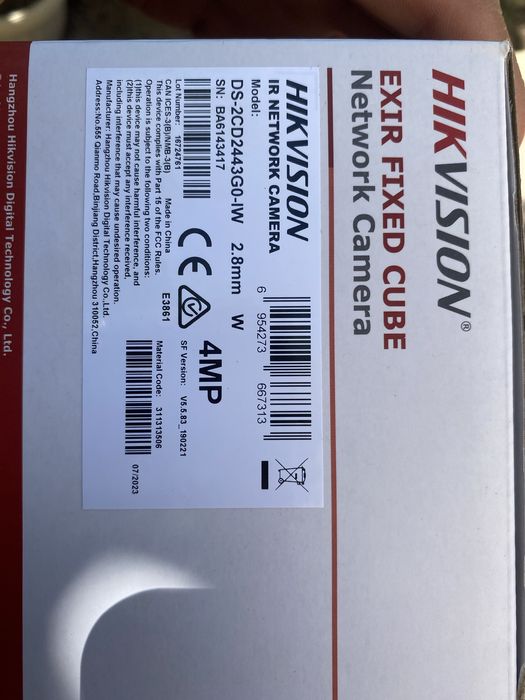 HIKVISION®
EXIR FIXED CUBE
Network Camera
HIKVISION
IR NETWORK CAMERA
Model:
DS-2CD2443G0-IW 2.8mm W
SN: BA6143417
6 954273 667313
4MP
CE
Lot Number: 16724761
SF Version: V5.5.83_190221
CAN ICES-3(B)/NMB-3(B) Made in China
E3861
This device complies with Part 15 of the FCC Rules.
Operation is subject to the following two conditions:
(1)this device may not cause harmful interference, and
(2)this device must accept any interference received,
including interference that may cause undesired operation.
Manufacturer: Hangzhou Hikvision Digital Technology Co.,Ltd.
Address:No.555 Qianmo Road,Binjiang District,Hangzhou 310052,China
Material Code: 311313506
07/2023
Hangzhou Hikvision Digital Technology Co., Ltd.